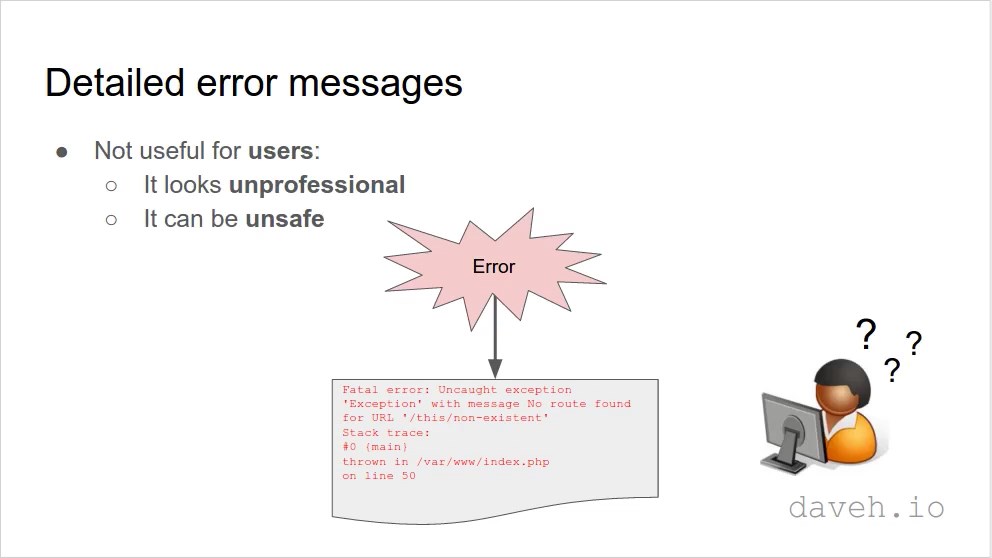 Detailed error messages
● Not useful for users:
○ It looks unprofessional
○ It can be unsafe
Error
Fatal error: Uncaught exception
'Exception' with message No route found
for URL '/this/non-existent'
Stack trace:
#0 {main}
thrown in /var/www/index.php
on line 50
? ? ?
daveh.io